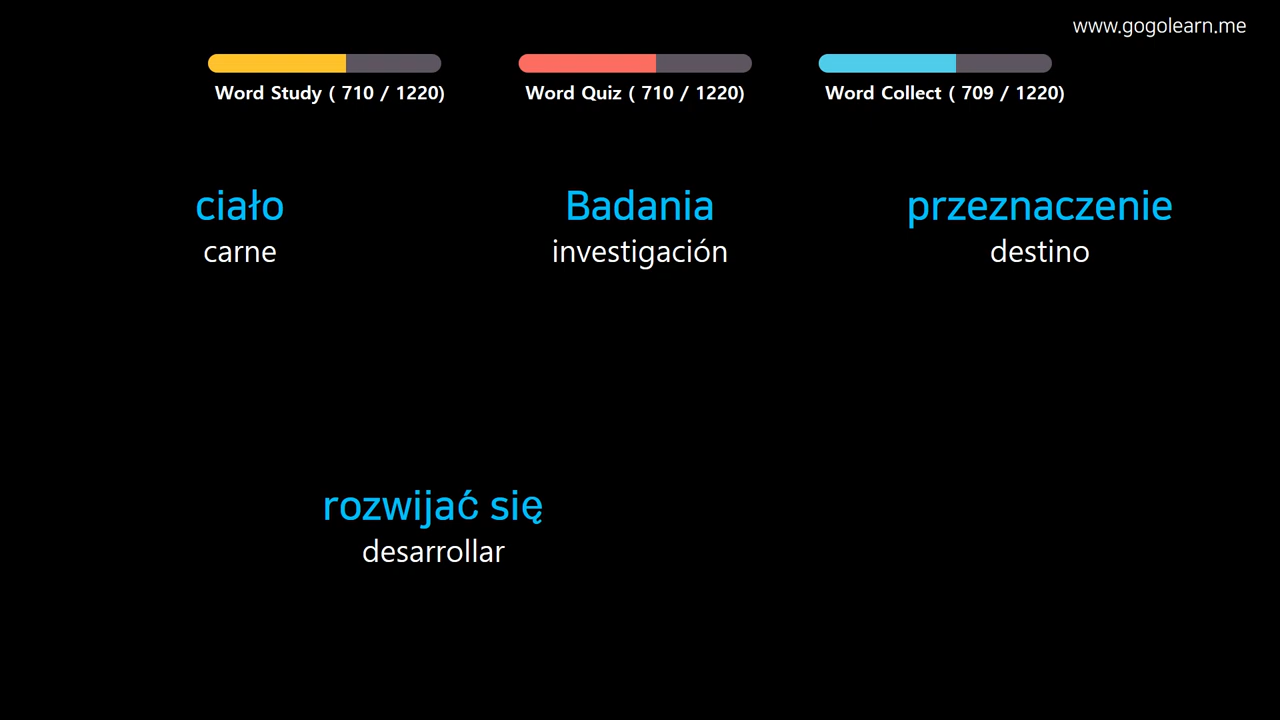 www.gogolearn.me
Word Study ( 710 / 1220)
Word Quiz ( 710 / 1220)
Word Collect ( 709 / 1220)
ciało
carne
Badania
investigación
przeznaczenie
destino
rozwijać się
desarrollar